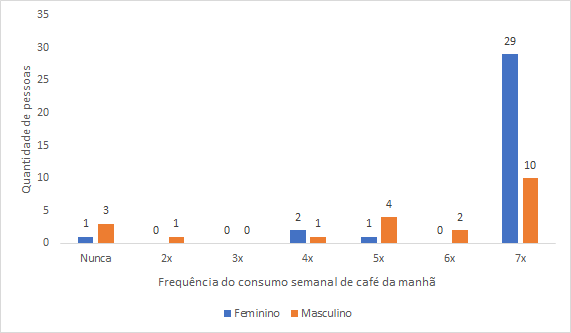 35
30
25
20
15
10
5
0
Quantidade de pessoas
1 3 0 1 0 0 2 1 1 4 0 2 29 10
Nunca 2x 3x 4x 5x 6x 7x
Frequência do consumo semanal de café da manhã
Feminino Masculino